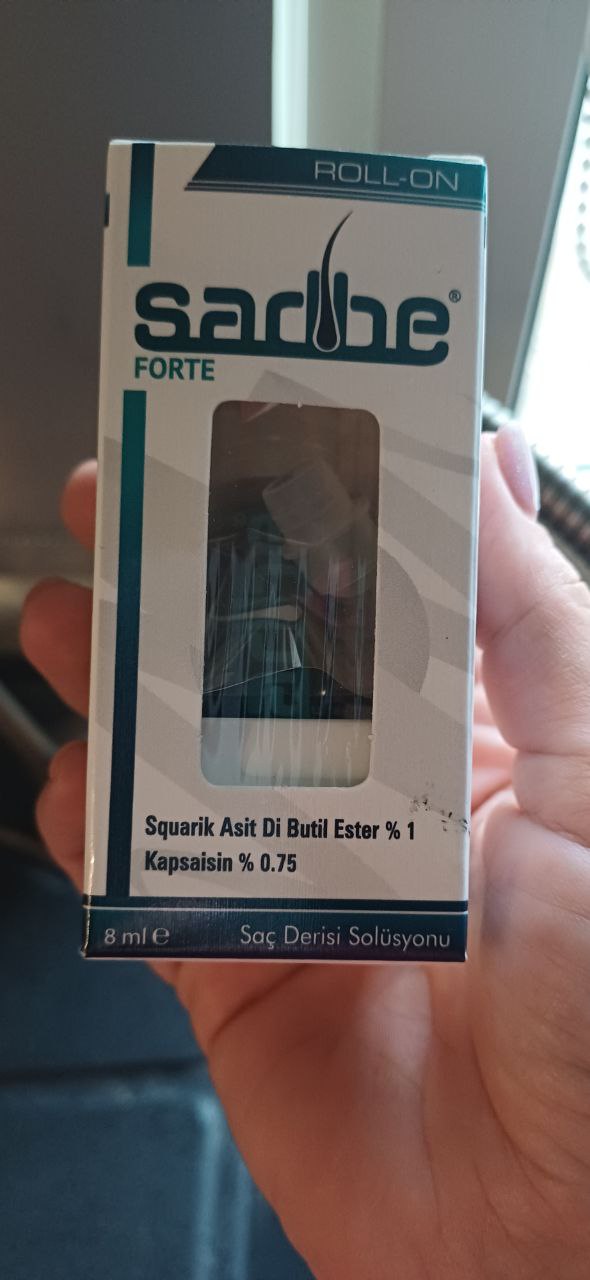 ROLL-ON
sadbe®
FORTE
Squarik Asit Di Butil Ester % 1
Kapsaisin % 0.75
8 ml ℮
Saç Derisi Solüsyonu